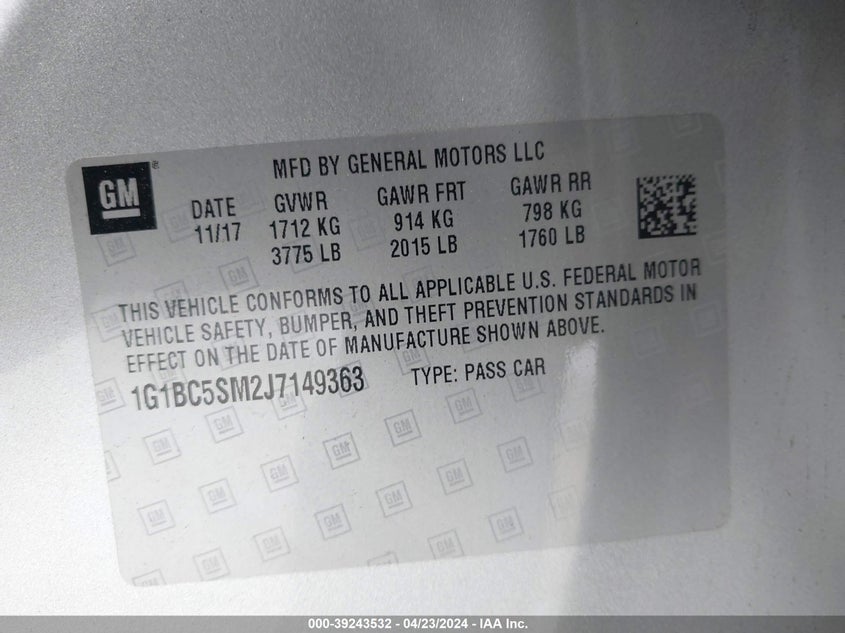 GM
MFD BY GENERAL MOTORS LLC
DATE GVWR GAWR FRT GAWR RR
11/17 1712 KG 914 KG 798 KG
3775 LB 2015 LB 1760 LB
THIS VEHICLE CONFORMS TO ALL APPLICABLE U.S. FEDERAL MOTOR
VEHICLE SAFETY, BUMPER, AND THEFT PREVENTION STANDARDS IN
EFFECT ON THE DATE OF MANUFACTURE SHOWN ABOVE.
1G1BC5SM2J7149363 TYPE: PASS CAR
000-39243532 - 04/23/2024 - IAA Inc.